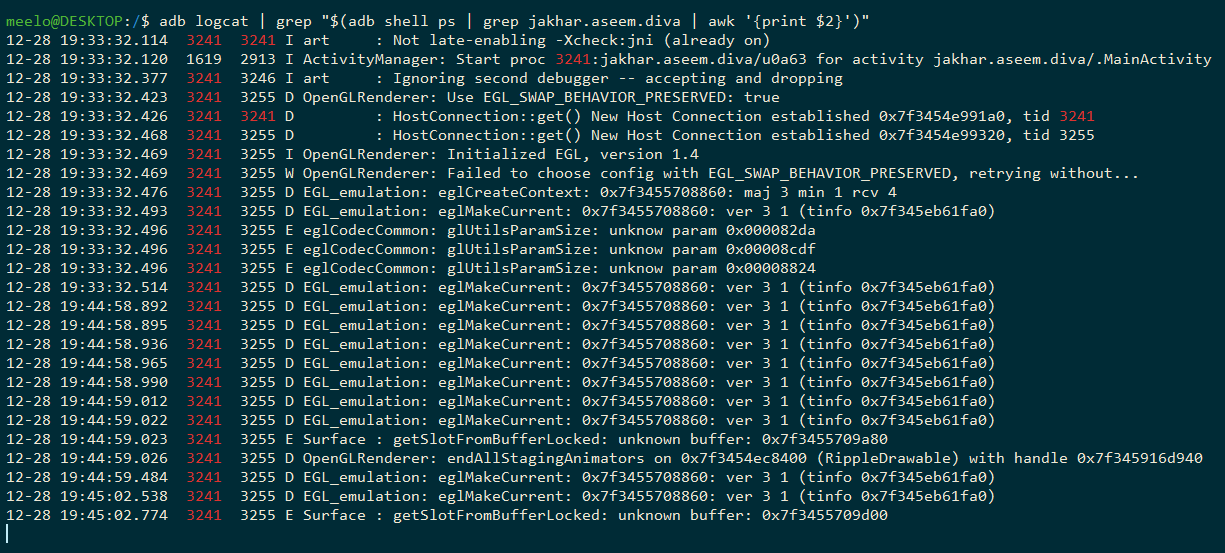 meelo@DESKTOP:/$ adb logcat | grep "$(adb shell ps | grep jakhar.aseem.diva | awk '{print $2}')"
12-28 19:33:32.114  3241  3241 I art     : Not late-enabling -Xcheck:jni (already on)
12-28 19:33:32.120  1619  2913 I ActivityManager: Start proc 3241:jakhar.aseem.diva/u0a63 for activity jakhar.aseem.diva/.MainActivity
12-28 19:33:32.377  3241  3246 I art     : Ignoring second debugger -- accepting and dropping
12-28 19:33:32.423  3241  3255 D OpenGLRenderer: Use EGL_SWAP_BEHAVIOR_PRESERVED: true
12-28 19:33:32.426  3241  3241 D         : HostConnection::get() New Host Connection established 0x7f3454e991a0, tid 3241
12-28 19:33:32.468  3241  3255 D         : HostConnection::get() New Host Connection established 0x7f3454e99320, tid 3255
12-28 19:33:32.469  3241  3255 I OpenGLRenderer: Initialized EGL, version 1.4
12-28 19:33:32.469  3241  3255 W OpenGLRenderer: Failed to choose config with EGL_SWAP_BEHAVIOR_PRESERVED, retrying without...
12-28 19:33:32.476  3241  3255 D EGL_emulation: eglCreateContext: 0x7f3455708860: maj 3 min 1 rcv 4
12-28 19:33:32.493  3241  3255 D EGL_emulation: eglMakeCurrent: 0x7f3455708860: ver 3 1 (tinfo 0x7f345eb61fa0)
12-28 19:33:32.496  3241  3255 E eglCodecCommon: glUtilsParamSize: unknow param 0x000082da
12-28 19:33:32.496  3241  3255 E eglCodecCommon: glUtilsParamSize: unknow param 0x00008cdf
12-28 19:33:32.496  3241  3255 E eglCodecCommon: glUtilsParamSize: unknow param 0x00008824
12-28 19:33:32.514  3241  3255 D EGL_emulation: eglMakeCurrent: 0x7f3455708860: ver 3 1 (tinfo 0x7f345eb61fa0)
12-28 19:44:58.892  3241  3255 D EGL_emulation: eglMakeCurrent: 0x7f3455708860: ver 3 1 (tinfo 0x7f345eb61fa0)
12-28 19:44:58.895  3241  3255 D EGL_emulation: eglMakeCurrent: 0x7f3455708860: ver 3 1 (tinfo 0x7f345eb61fa0)
12-28 19:44:58.936  3241  3255 D EGL_emulation: eglMakeCurrent: 0x7f3455708860: ver 3 1 (tinfo 0x7f345eb61fa0)
12-28 19:44:58.965  3241  3255 D EGL_emulation: eglMakeCurrent: 0x7f3455708860: ver 3 1 (tinfo 0x7f345eb61fa0)
12-28 19:44:58.990  3241  3255 D EGL_emulation: eglMakeCurrent: 0x7f3455708860: ver 3 1 (tinfo 0x7f345eb61fa0)
12-28 19:44:59.012  3241  3255 D EGL_emulation: eglMakeCurrent: 0x7f3455708860: ver 3 1 (tinfo 0x7f345eb61fa0)
12-28 19:44:59.022  3241  3255 D EGL_emulation: eglMakeCurrent: 0x7f3455708860: ver 3 1 (tinfo 0x7f345eb61fa0)
12-28 19:44:59.023  3241  3255 E Surface : getSlotFromBufferLocked: unknown buffer: 0x7f3455709a80
12-28 19:44:59.026  3241  3255 D OpenGLRenderer: endAllStagingAnimators on 0x7f3454ec8400 (RippleDrawable) with handle 0x7f345916d940
12-28 19:44:59.484  3241  3255 D EGL_emulation: eglMakeCurrent: 0x7f3455708860: ver 3 1 (tinfo 0x7f345eb61fa0)
12-28 19:45:02.538  3241  3255 D EGL_emulation: eglMakeCurrent: 0x7f3455708860: ver 3 1 (tinfo 0x7f345eb61fa0)
12-28 19:45:02.774  3241  3255 E Surface : getSlotFromBufferLocked: unknown buffer: 0x7f3455709d00